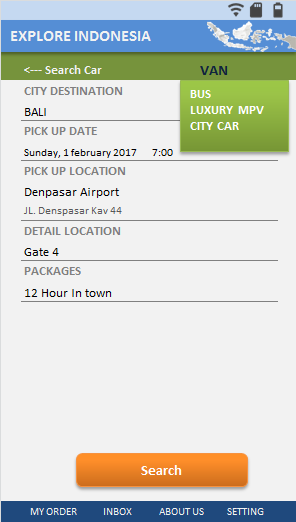 EXPLORE INDONESIA
<--- Search Car
VAN
BUS
LUXURY MPV
CITY CAR
CITY DESTINATION
BALI
PICK UP DATE
Sunday, 1 february 2017 7:00
PICK UP LOCATION
Denpasar Airport
JL. Denspasar Kav 44
DETAIL LOCATION
Gate 4
PACKAGES
12 Hour In town
Search
MY ORDER INBOX ABOUT US SETTING